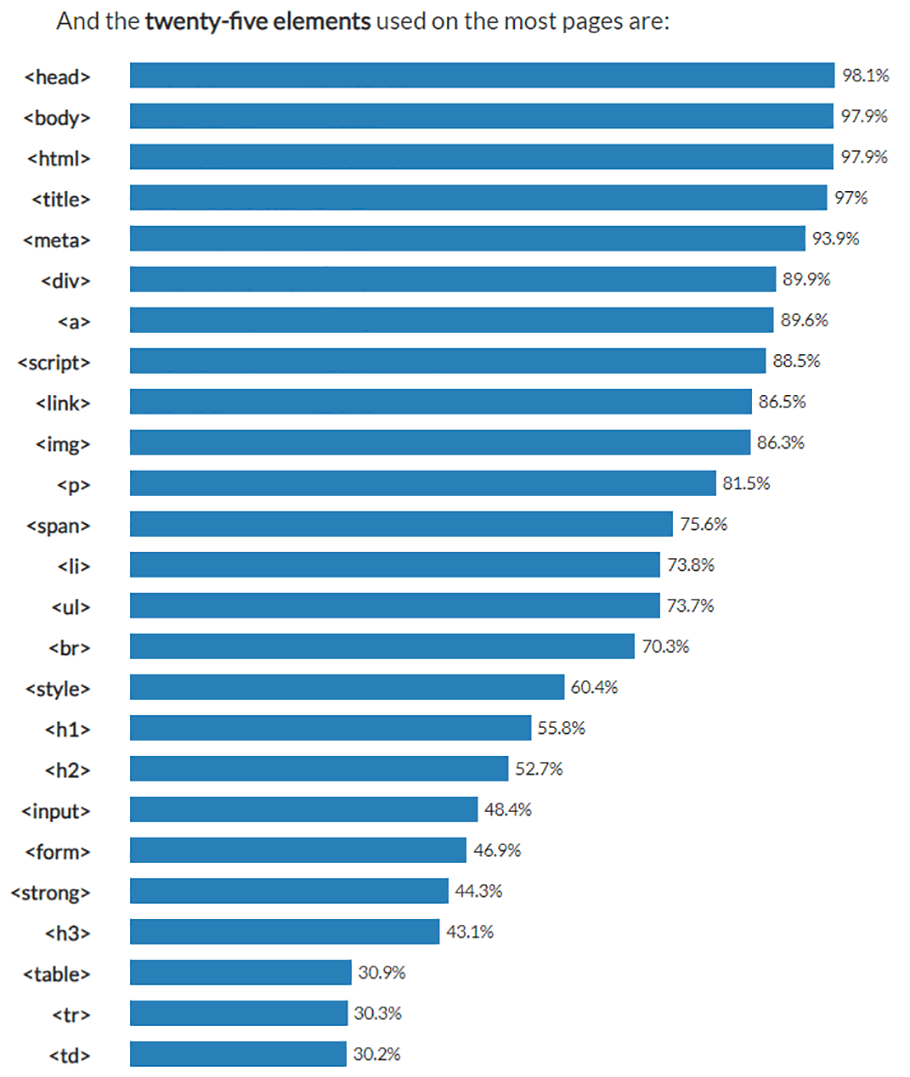 And the twenty-five elements used on the most pages are:
<head> 98.1%
<body> 97.9%
<html> 97.9%
<title> 97%
<meta> 93.9%
<div> 89.9%
<a> 89.6%
<script> 88.5%
<link> 86.5%
<img> 86.3%
<p> 81.5%
<span> 75.6%
<li> 73.8%
<ul> 73.7%
<br> 70.3%
<style> 60.4%
<h1> 55.8%
<h2> 52.7%
<input> 48.4%
<form> 46.9%
<strong> 44.3%
<h3> 43.1%
<table> 30.9%
<tr> 30.3%
<td> 30.2%